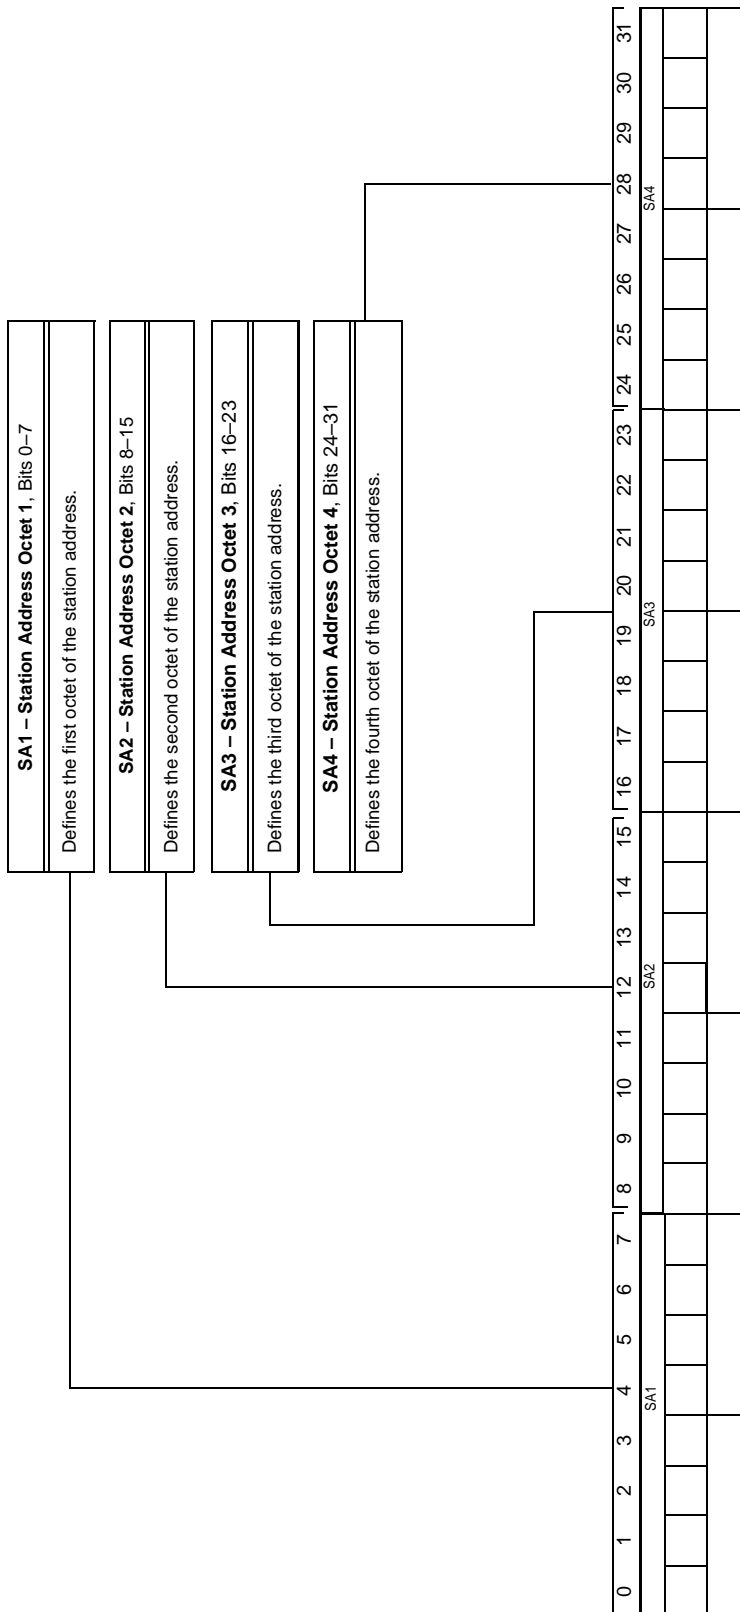 SA1 – Station Address Octet 1, Bits 0–7
Defines the first octet of the station address.
SA2 – Station Address Octet 2, Bits 8–15
Defines the second octet of the station address.
SA3 – Station Address Octet 3, Bits 16–23
Defines the third octet of the station address.
SA4 – Station Address Octet 4, Bits 24–31
Defines the fourth octet of the station address.
0 1 2 3 4 5 6 7 8 9 10 11 12 13 14 15 16 17 18 19 20 21 22 23 24 25 26 27 28 29 30 31
SA1 SA2 SA3 SA4